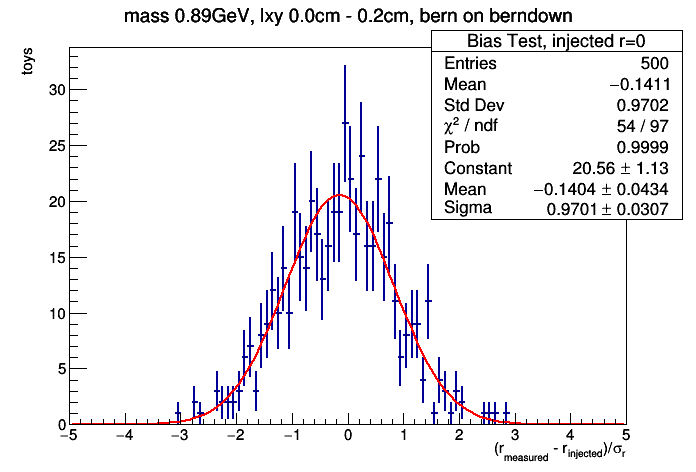 mass 0.89GeV, lxy 0.0cm - 0.2cm, bern on berndown
Bias Test, injected r=0
Entries 500
Mean −0.1411
Std Dev 0.9702
χ² / ndf 54 / 97
Prob 0.9999
Constant 20.56 ± 1.13
Mean −0.1404 ± 0.0434
Sigma 0.9701 ± 0.0307
toys
30
25
20
15
10
5
0
−5 −4 −3 −2 −1 0 1 2 3 4 5
(r_measured - r_injected)/σ_r